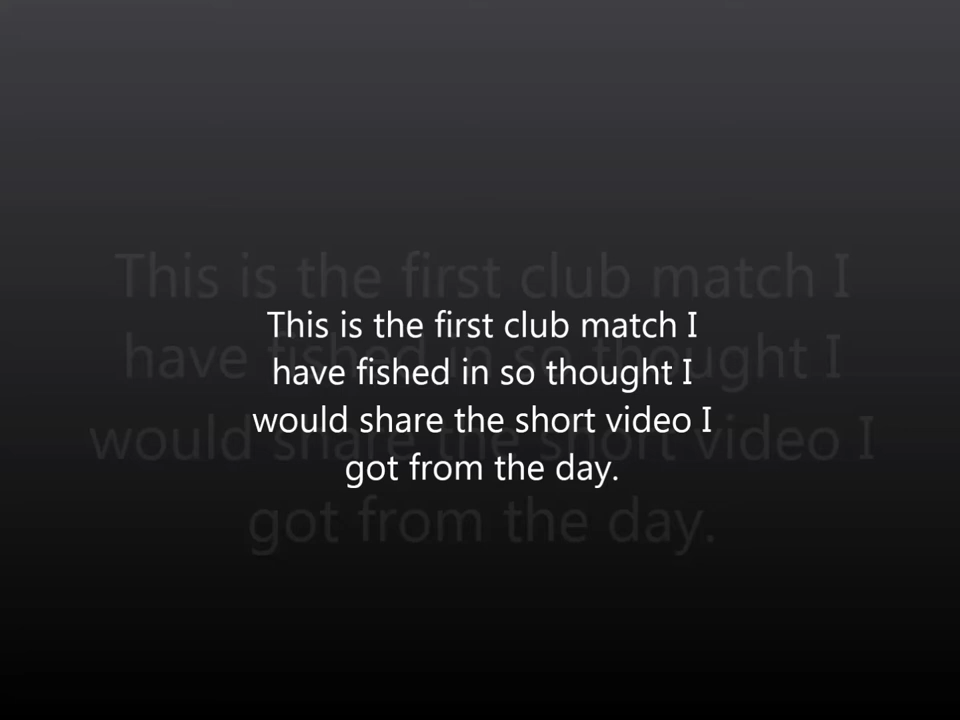 This is the first club match I
have fished in so thought I
would share the short video I
got from the day.